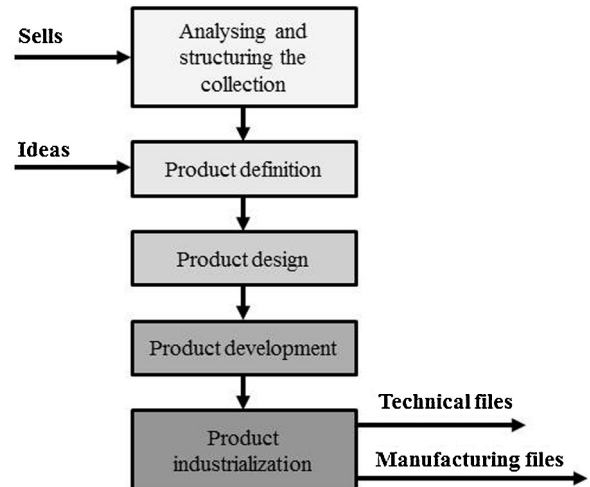 Sells
Analysing and
structuring the
collection
Ideas
Product definition
Product design
Product development
Product
industrialization
Technical files
Manufacturing files